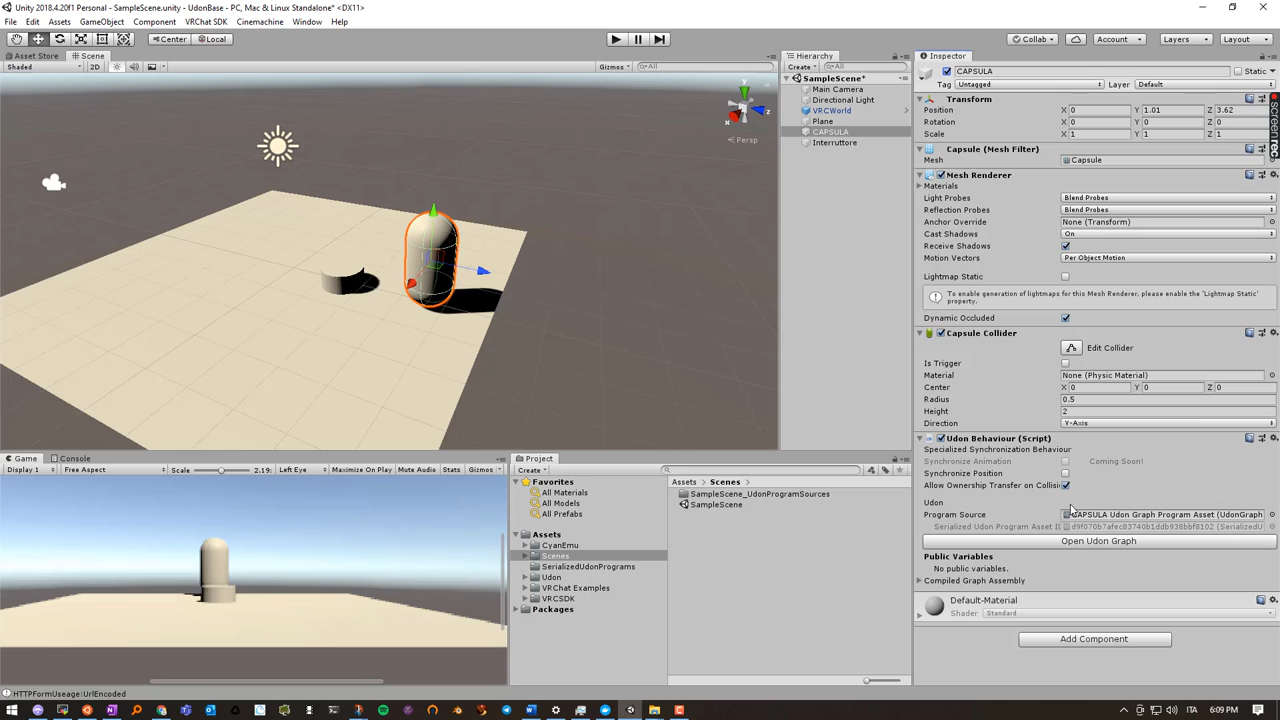 Unity 2018.4.20f1 Personal - SampleScene.unity - UdonBase - PC, Mac & Linux Standalone* <DX11>
File Edit Assets GameObject Component VRChat SDK Cinemachine Window Help
Center Local Collab Account Layers Layout
Asset Store Scene
Shaded 2D Gizmos All
y
x
z
Persp
Hierarchy
Create All
SampleScene*
Main Camera
Directional Light
VRCWorld
Plane
CAPSULA
Interruttore
Inspector
CAPSULA Static
Tag Untagged Layer Default
Transform
Position X 0 Y 1.01 Z 3.62
Rotation X 0 Y 0 Z 0
Scale X 1 Y 1 Z 1
Capsule (Mesh Filter)
Mesh Capsule
Mesh Renderer
Materials
Light Probes Blend Probes
Reflection Probes Blend Probes
Anchor Override None (Transform)
Cast Shadows On
Receive Shadows
Motion Vectors Per Object Motion
Lightmap Static
To enable generation of lightmaps for this Mesh Renderer, please enable the 'Lightmap Static' property.
Dynamic Occluded
Capsule Collider
Edit Collider
Is Trigger
Material None (Physic Material)
Center X 0 Y 0 Z 0
Radius 0.5
Height 2
Direction Y-Axis
Udon Behaviour (Script)
Specialized Synchronization Behaviour
Synchronize Animation Coming Soon!
Synchronize Position
Allow Ownership Transfer on Collisi
Udon
Program Source CAPSULA Udon Graph Program Asset (UdonGraph
Serialized Udon Program Asset I d9f070b7afec83740b1ddb938bbf8102 (SerializedU
Open Udon Graph
Public Variables
No public variables.
Compiled Graph Assembly
Default-Material
Shader Standard
Add Component
iScreenrec
Game Console
Display 1 Free Aspect Scale 2.19 Left Eye Maximize On Play Mute Audio Stats Gizmos
Project
Create
Favorites
All Materials
All Models
All Prefabs
Assets
CyanEmu
Scenes
SerializedUdonPrograms
Udon
VRChat Examples
VRCSDK
Packages
Assets Scenes
SampleScene_UdonProgramSources
SampleScene
HTTPFormUseage:UrlEncoded
ITA 6:09 PM